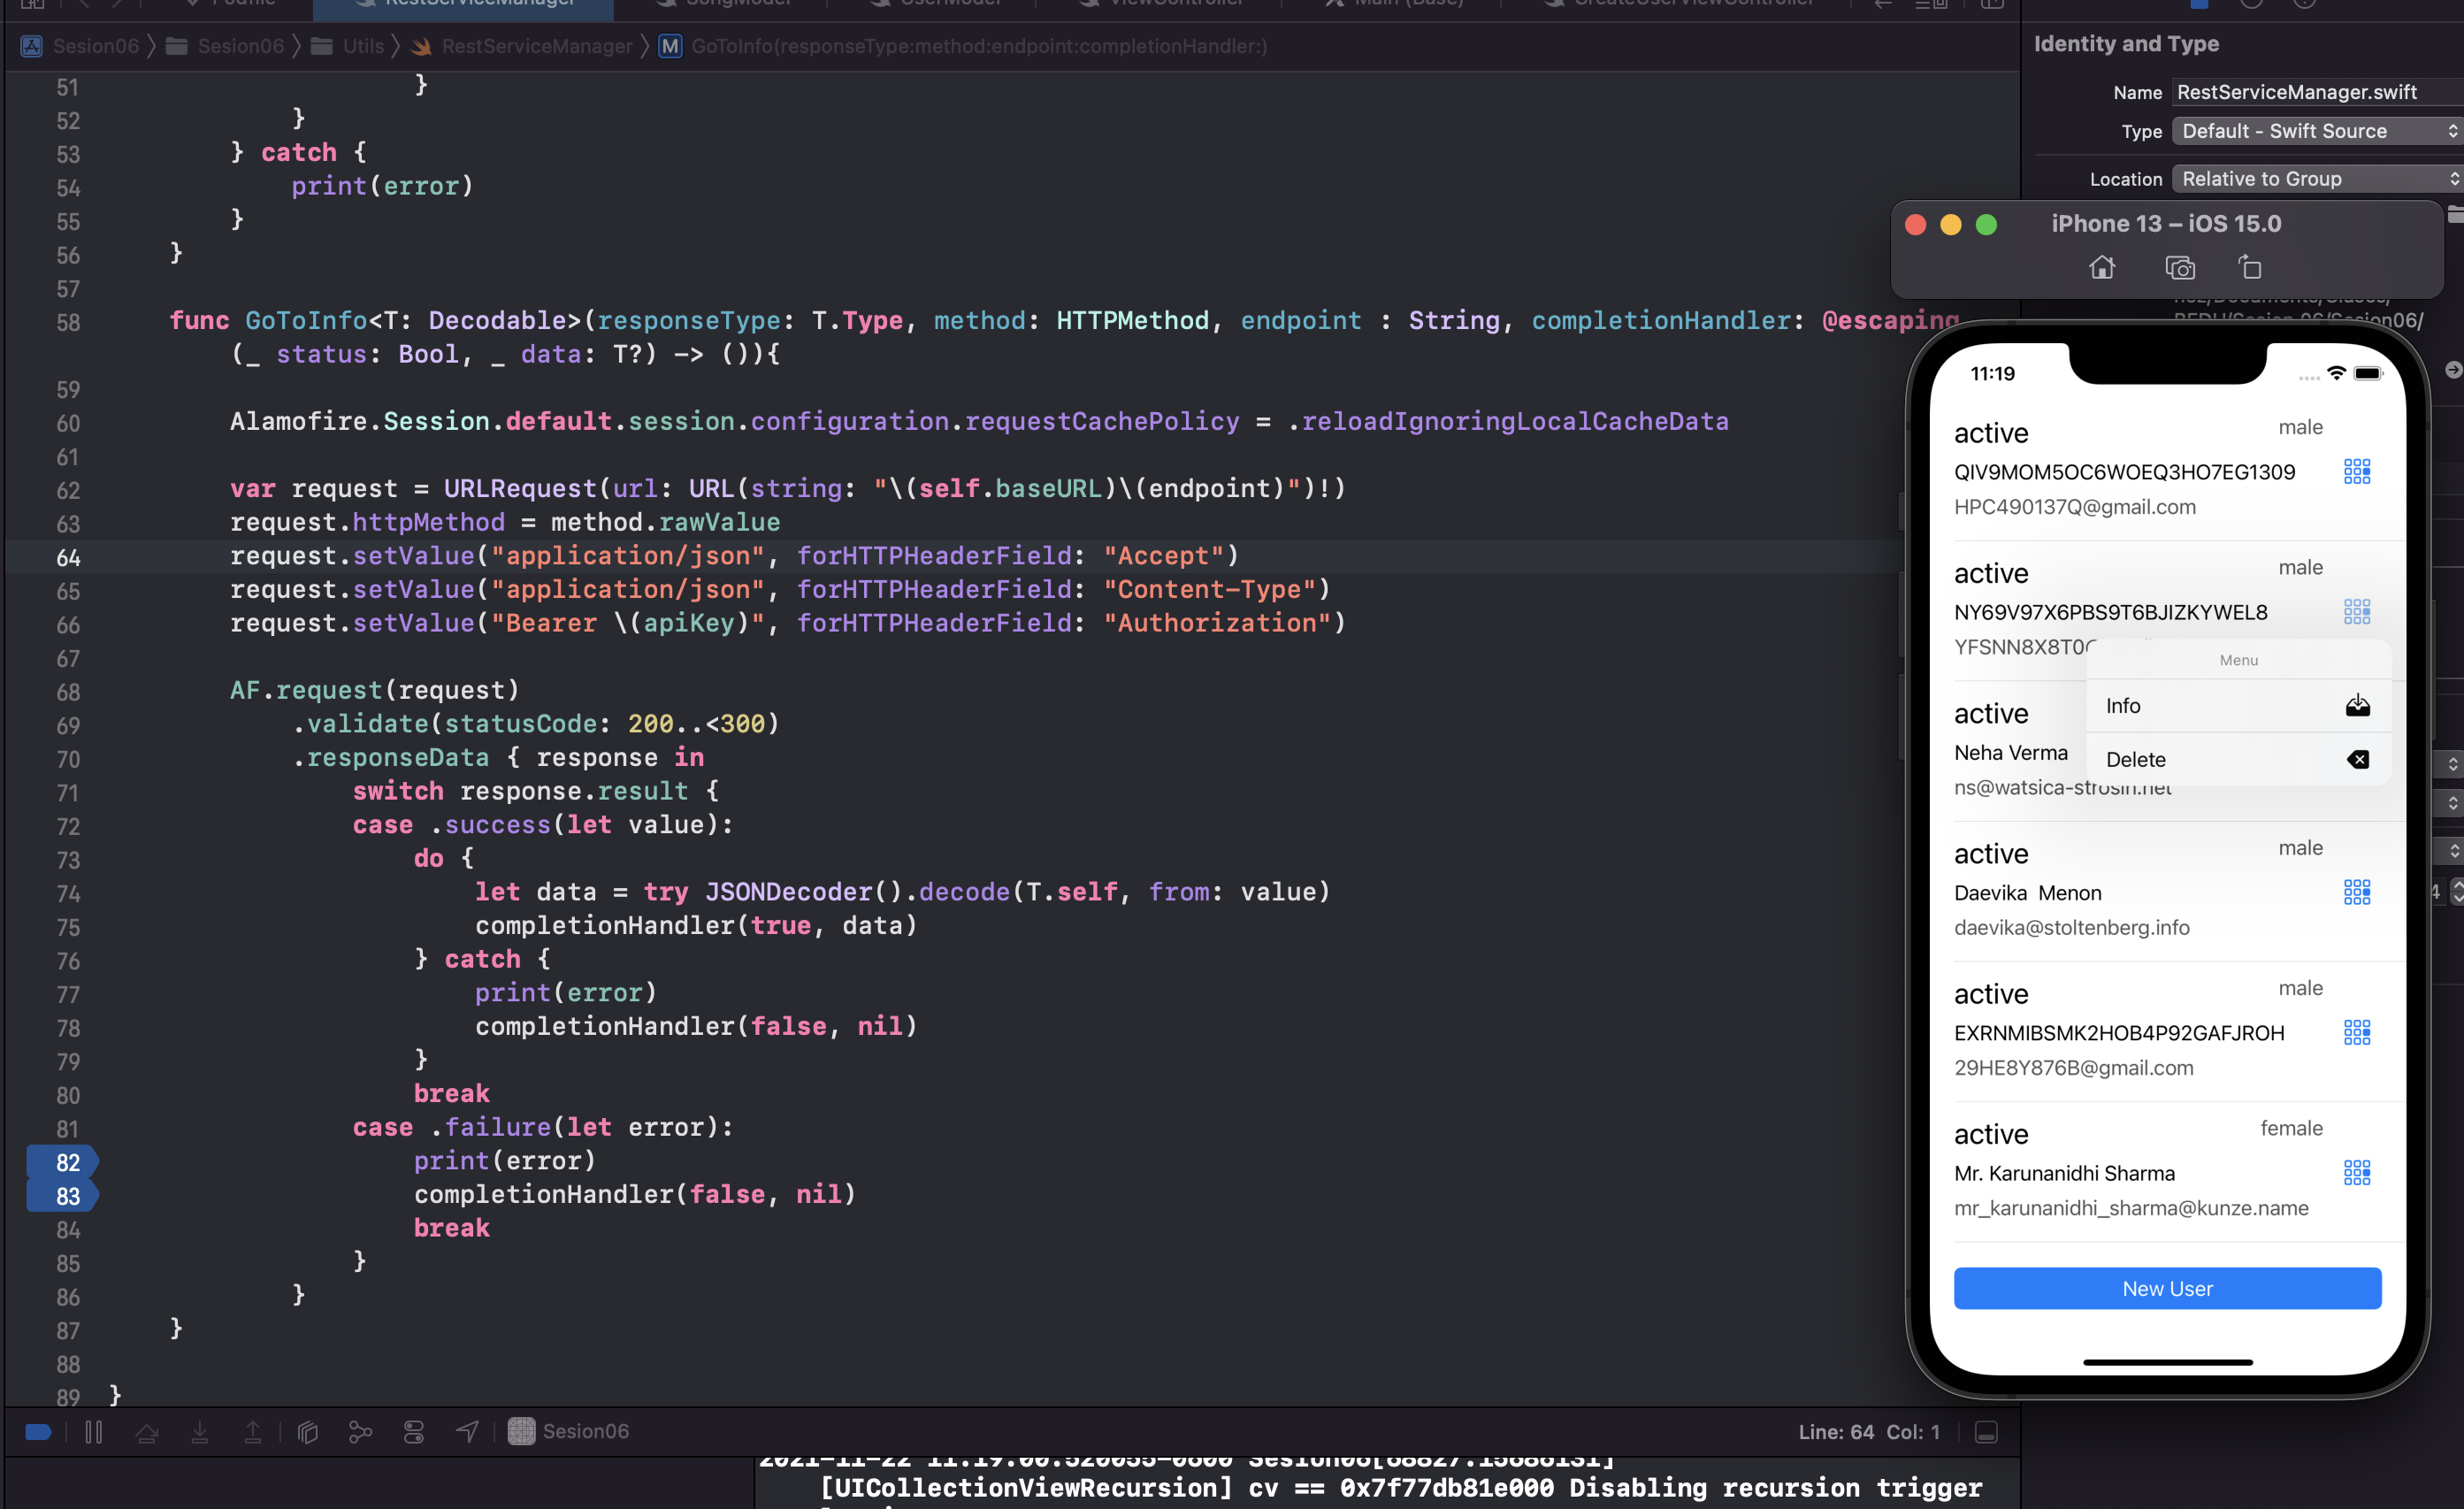 Podfile RestServiceManager SongModel UserModel ViewController Main (Base) CreateUserViewController
Sesion06 Sesion06 Utils RestServiceManager M GoToInfo(responseType:method:endpoint:completionHandler:)
51 }
52 }
53 } catch {
54 print(error)
55 }
56 }
57
58 func GoToInfo<T: Decodable>(responseType: T.Type, method: HTTPMethod, endpoint : String, completionHandler: @escaping
(_ status: Bool, _ data: T?) -> ()){
59
60 Alamofire.Session.default.session.configuration.requestCachePolicy = .reloadIgnoringLocalCacheData
61
62 var request = URLRequest(url: URL(string: "\(self.baseURL)\(endpoint)")!)
63 request.httpMethod = method.rawValue
64 request.setValue("application/json", forHTTPHeaderField: "Accept")
65 request.setValue("application/json", forHTTPHeaderField: "Content-Type")
66 request.setValue("Bearer \(apiKey)", forHTTPHeaderField: "Authorization")
67
68 AF.request(request)
69 .validate(statusCode: 200..<300)
70 .responseData { response in
71 switch response.result {
72 case .success(let value):
73 do {
74 let data = try JSONDecoder().decode(T.self, from: value)
75 completionHandler(true, data)
76 } catch {
77 print(error)
78 completionHandler(false, nil)
79 }
80 break
81 case .failure(let error):
82 print(error)
83 completionHandler(false, nil)
84 break
85 }
86 }
87 }
88
89 }
Sesion06
Line: 64 Col: 1
2021-11-22 11:19:00.520055-0600 Sesion06[68827:15686131]
[UICollectionViewRecursion] cv == 0x7f77db81e000 Disabling recursion trigger
Identity and Type
Name RestServiceManager.swift
Type Default - Swift Source
Location Relative to Group
iPhone 13 – iOS 15.0
11:19
active male
QIV9MOM5OC6WOEQ3HO7EG1309
HPC490137Q@gmail.com
active male
NY69V97X6PBS9T6BJIZKYWEL8
Menu
Info
Delete
active
Neha Verma
ns@watsica-strosin.net
active male
Daevika Menon
daevika@stoltenberg.info
active male
EXRNMIBSMK2HOB4P92GAFJROH
29HE8Y876B@gmail.com
active female
Mr. Karunanidhi Sharma
mr_karunanidhi_sharma@kunze.name
New User